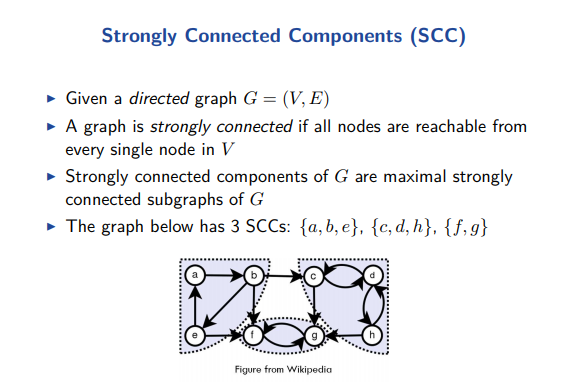 Strongly Connected Components (SCC)
▶ Given a directed graph G = (V, E)
▶ A graph is strongly connected if all nodes are reachable from
every single node in V
▶ Strongly connected components of G are maximal strongly
connected subgraphs of G
▶ The graph below has 3 SCCs: {a, b, e}, {c, d, h}, {f, g}
a b c d
e f g h
Figure from Wikipedia